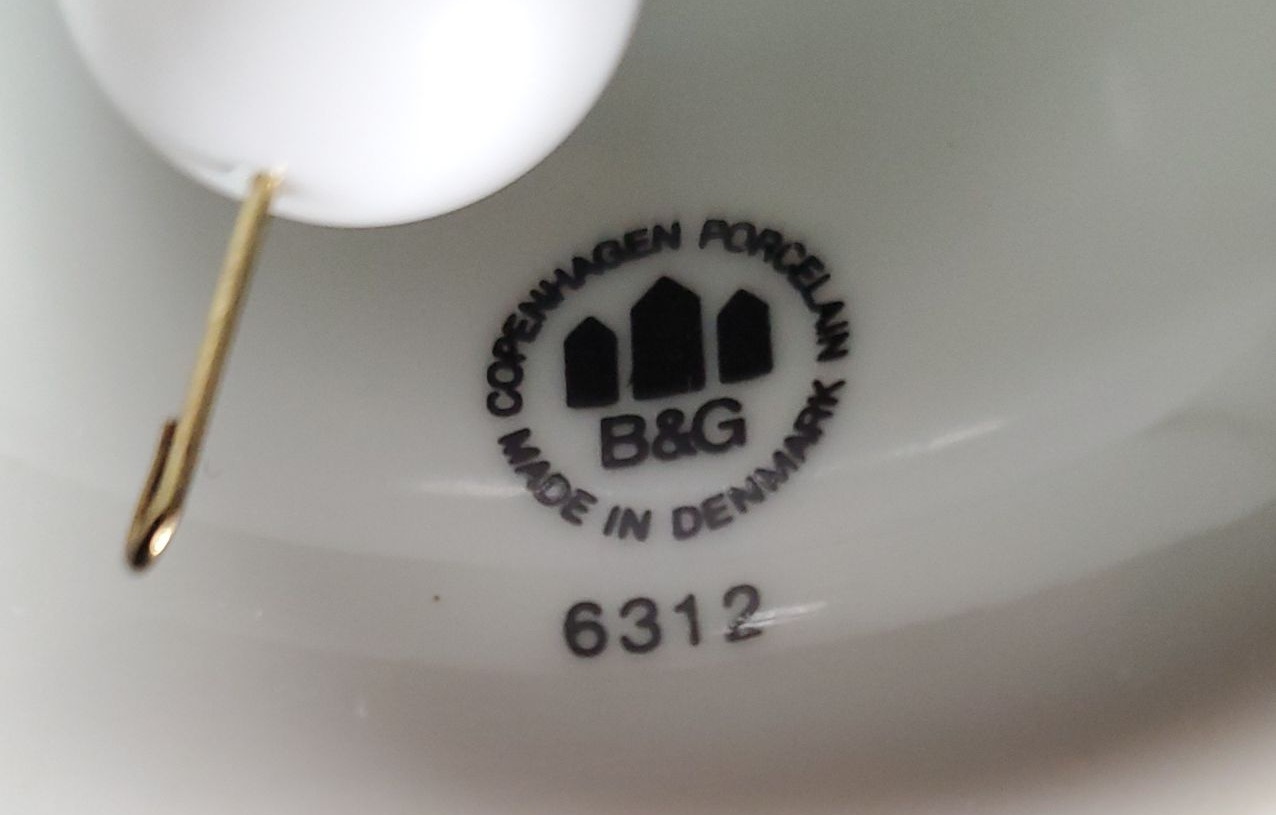 COPENHAGEN PORCELAIN
B&G
MADE IN DENMARK
6312